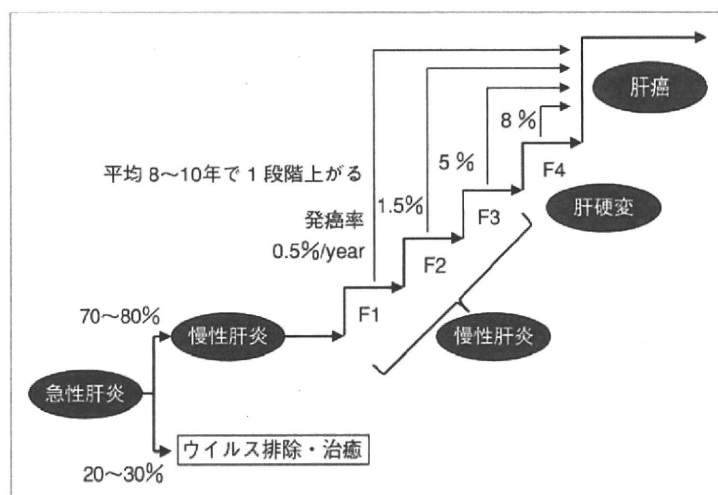 肝癌
8%
平均 8〜10年で 1 段階上がる
5%
F4
1.5%
F3
肝硬変
発癌率
0.5%/year
F2
F1
70〜80%
慢性肝炎
慢性肝炎
急性肝炎
ウイルス排除・治癒
20〜30%